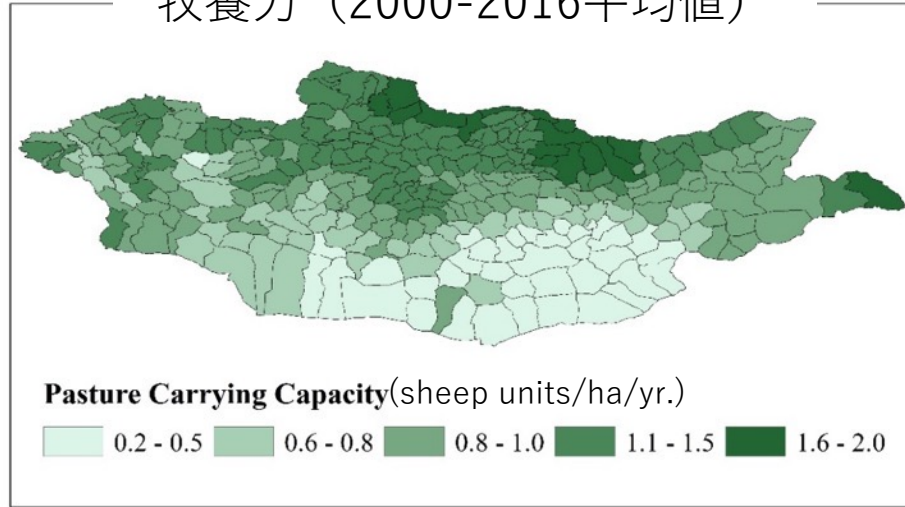 牧養力（2000-2016平均値）
Pasture Carrying Capacity(sheep units/ha/yr.)
0.2 - 0.5 0.6 - 0.8 0.8 - 1.0 1.1 - 1.5 1.6 - 2.0